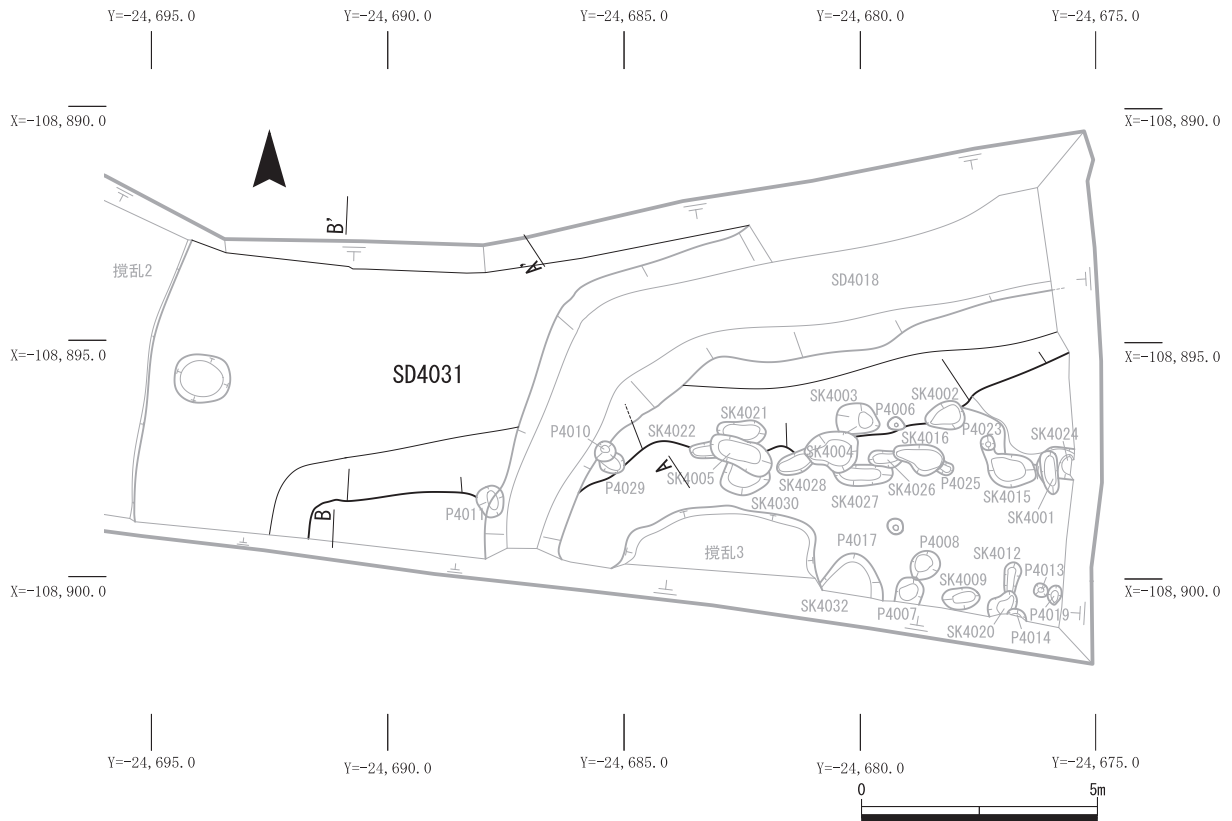 Y=-24,695.0
Y=-24,690.0
Y=-24,685.0
Y=-24,680.0
Y=-24,675.0
X=-108,890.0
X=-108,890.0
B'
A'
撹乱2
SD4018
X=-108,895.0
X=-108,895.0
SD4031
SK4003
SK4002
P4006
SK4021
P4010
SK4022
P4023
SK4024
SK4016
SK4004
A
SK4005
P4029
SK4028
P4025
SK4026
SK4015
SK4030
SK4027
SK4001
B
P4011
P4017
P4008
撹乱3
SK4012
P4013
SK4009
X=-108,900.0
X=-108,900.0
SK4032
P4007
P4019
SK4020
P4014
Y=-24,695.0
Y=-24,690.0
Y=-24,685.0
Y=-24,680.0
Y=-24,675.0
0
5m